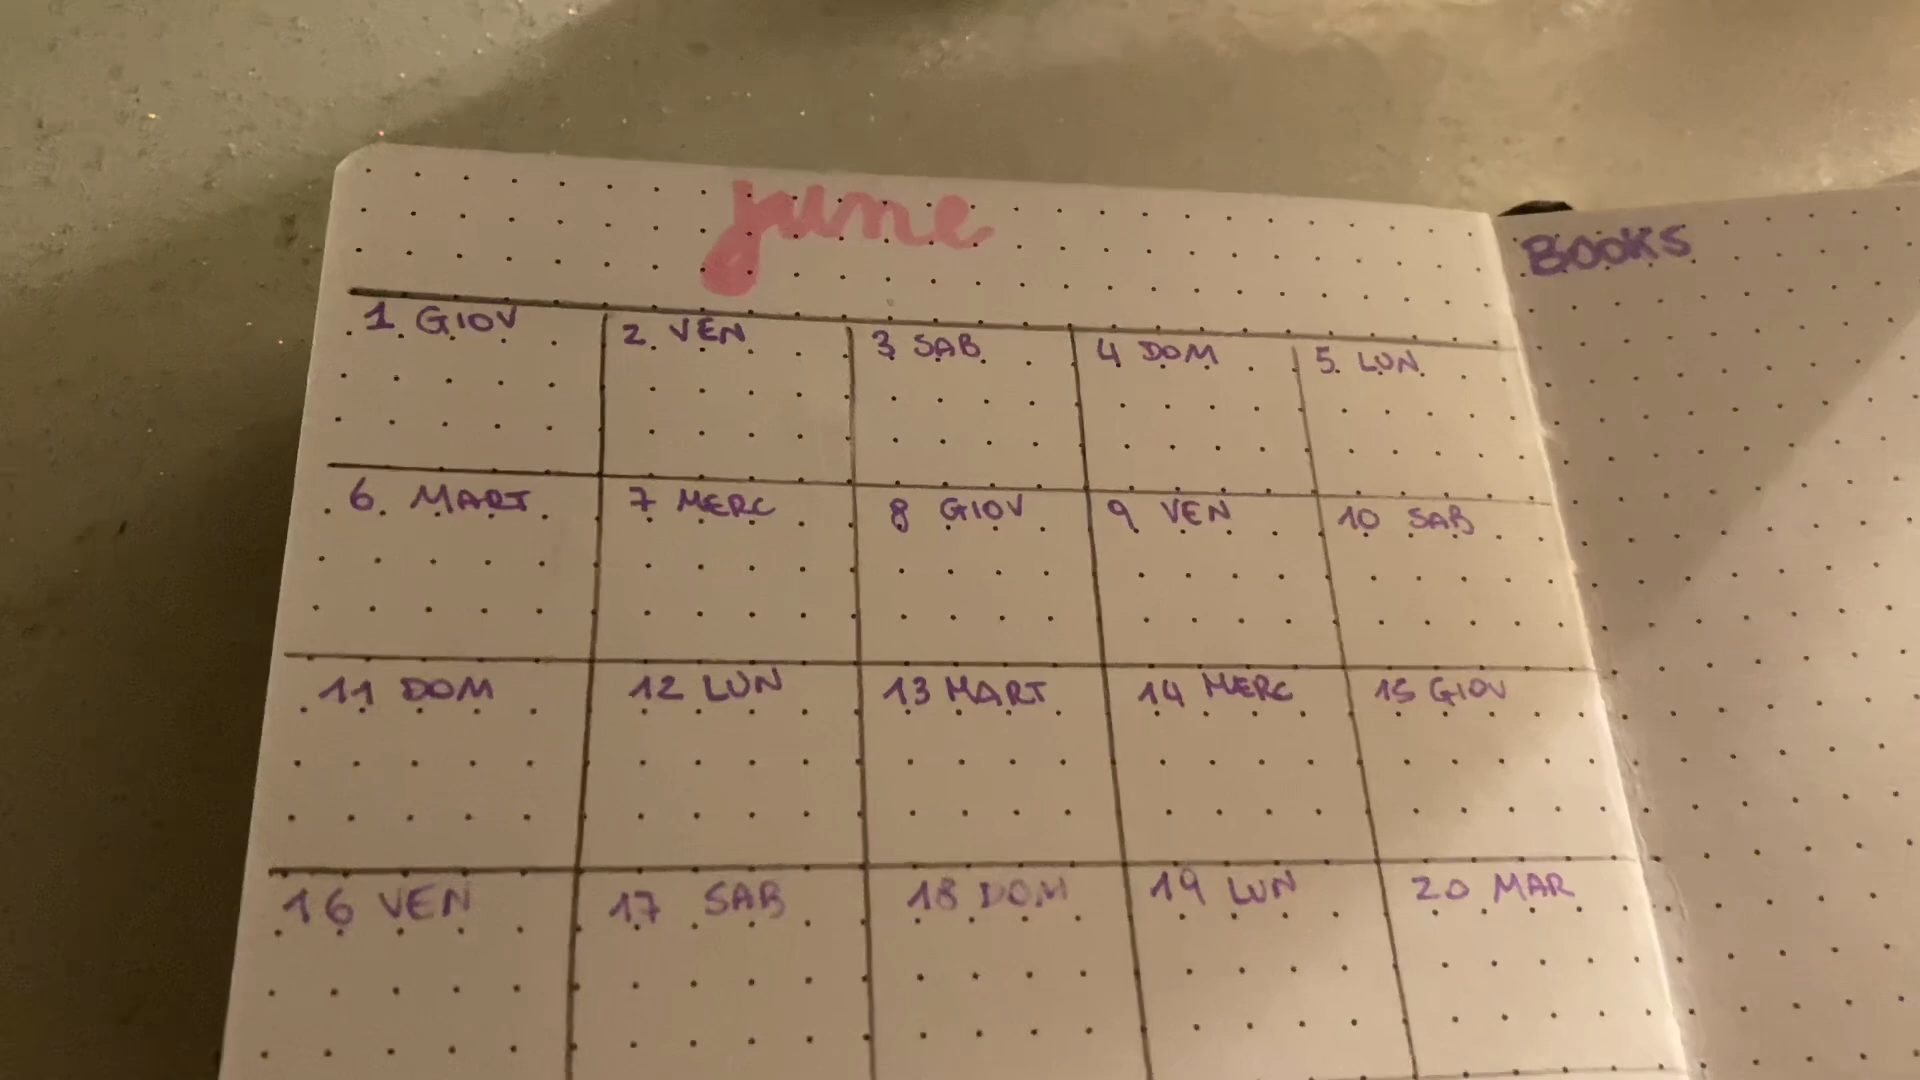 june
1 GIOV 2 VEN 3 SAB 4 DOM 5 LUN
6 MART 7 MERC 8 GIOV 9 VEN 10 SAB
11 DOM 12 LUN 13 MART 14 MERC 15 GIOV
16 VEN 17 SAB 18 DOM 19 LUN 20 MAR
BOOKS